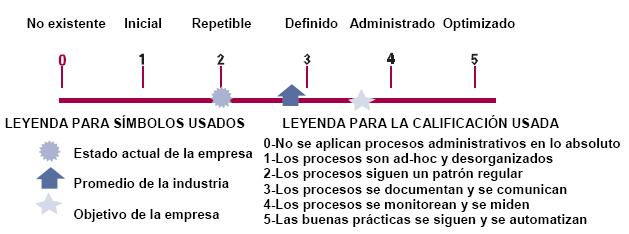 No existente Inicial Repetible Definido Administrado Optimizado
0 1 2 3 4 5
LEYENDA PARA SÍMBOLOS USADOS
Estado actual de la empresa
Promedio de la industria
Objetivo de la empresa
LEYENDA PARA LA CALIFICACIÓN USADA
0-No se aplican procesos administrativos en lo absoluto
1-Los procesos son ad-hoc y desorganizados
2-Los procesos siguen un patrón regular
3-Los procesos se documentan y se comunican
4-Los procesos se monitorean y se miden
5-Las buenas prácticas se siguen y se automatizan